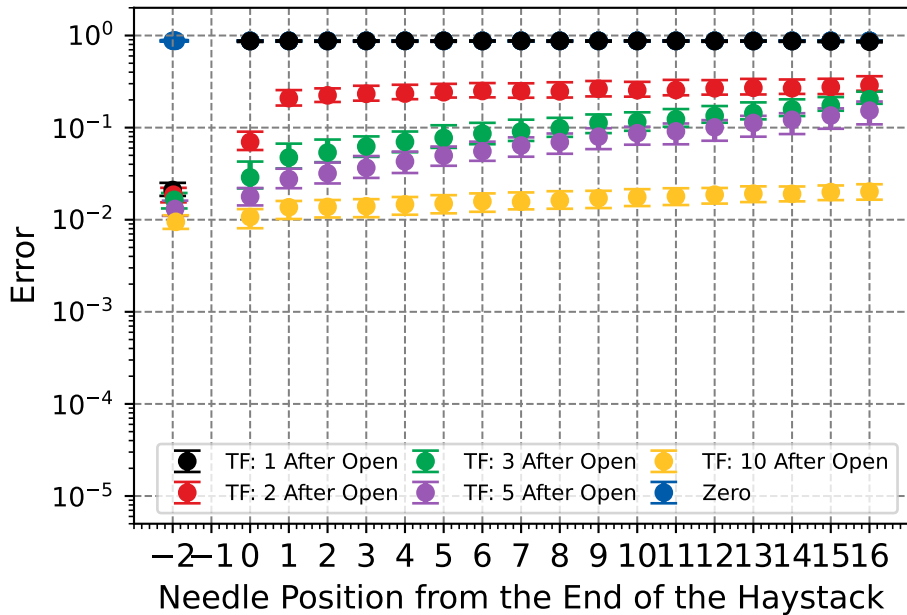 10⁰
10⁻¹
10⁻²
10⁻³
10⁻⁴
10⁻⁵
Error
TF: 1 After Open
TF: 3 After Open
TF: 10 After Open
TF: 2 After Open
TF: 5 After Open
Zero
−2 −1 0 1 2 3 4 5 6 7 8 9 10 11 12 13 14 15 16
Needle Position from the End of the Haystack